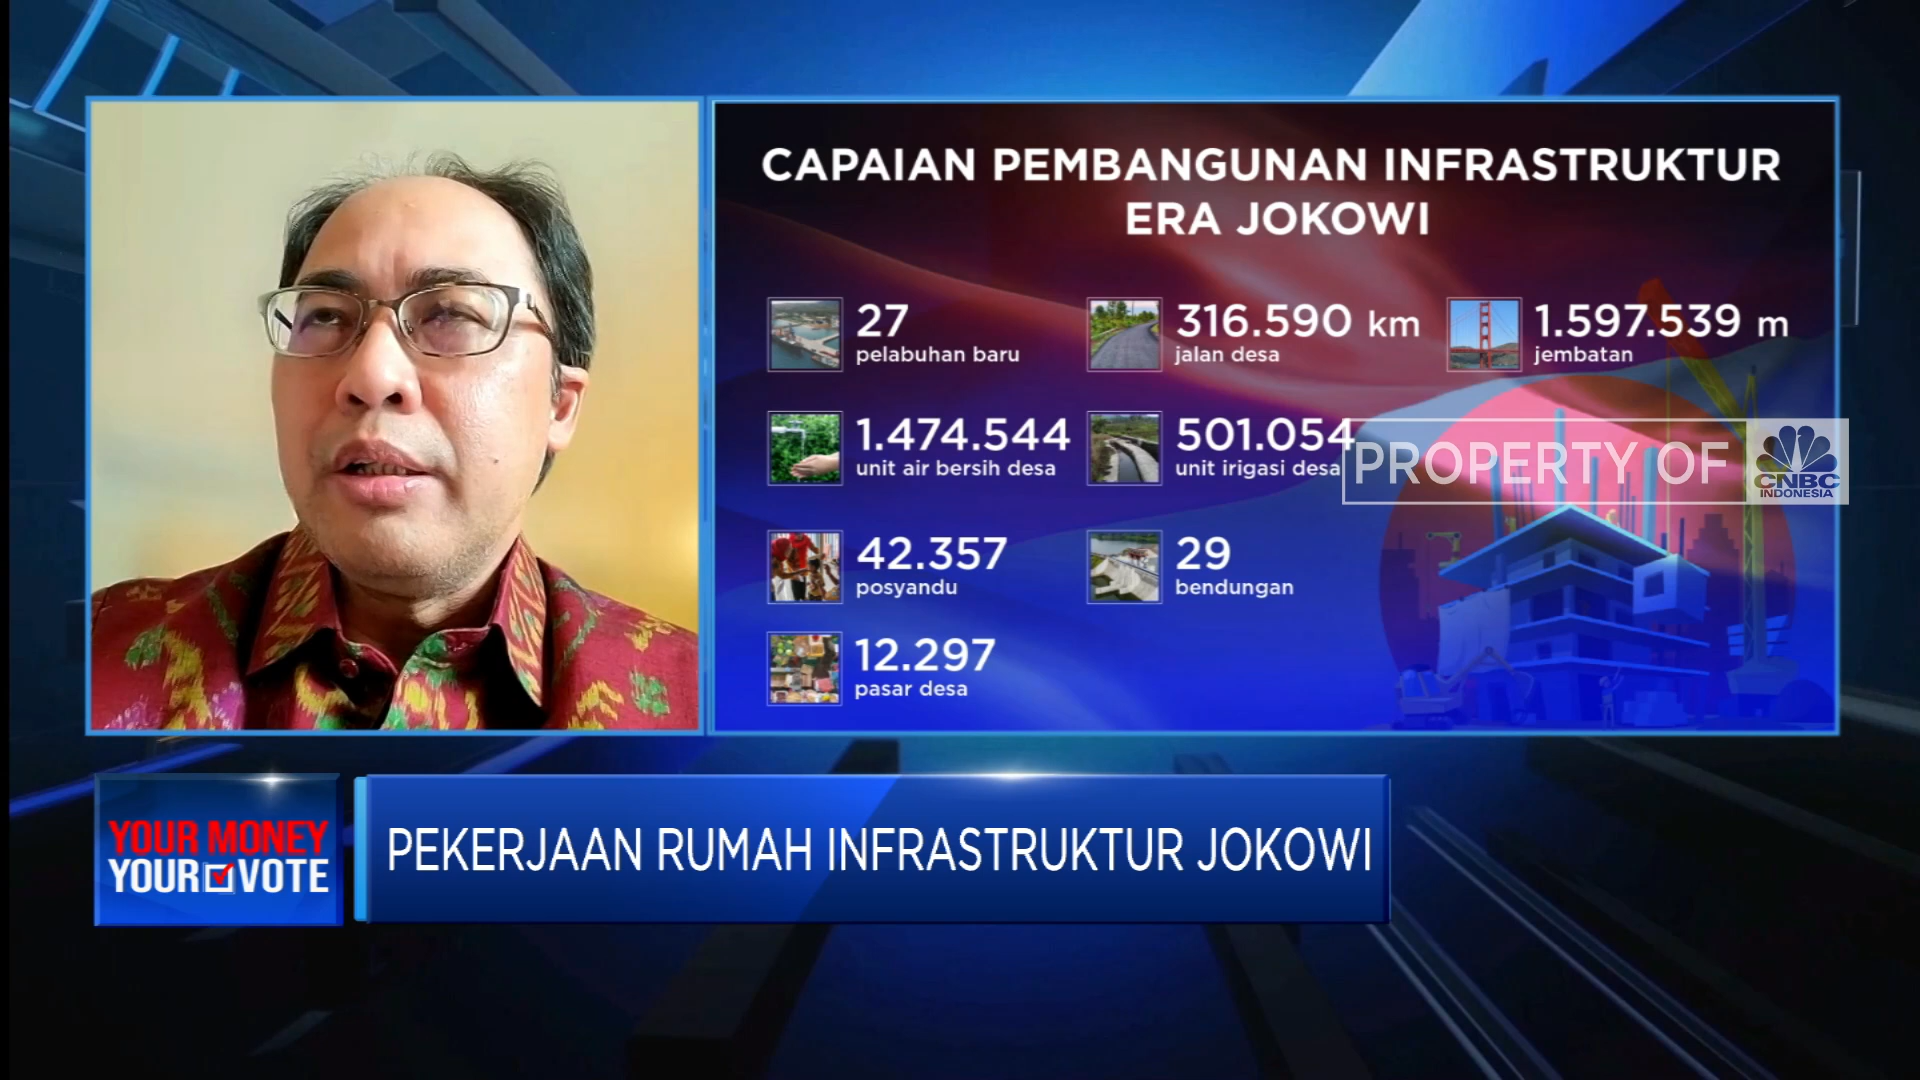 CAPAIAN PEMBANGUNAN INFRASTRUKTUR
ERA JOKOWI
27
pelabuhan baru
316.590 km
jalan desa
1.597.539 m
jembatan
1.474.544
unit air bersih desa
501.054
unit irigasi desa
PROPERTY OF
CNBC
INDONESIA
42.357
posyandu
29
bendungan
12.297
pasar desa
YOUR MONEY
YOUR VOTE
PEKERJAAN RUMAH INFRASTRUKTUR JOKOWI